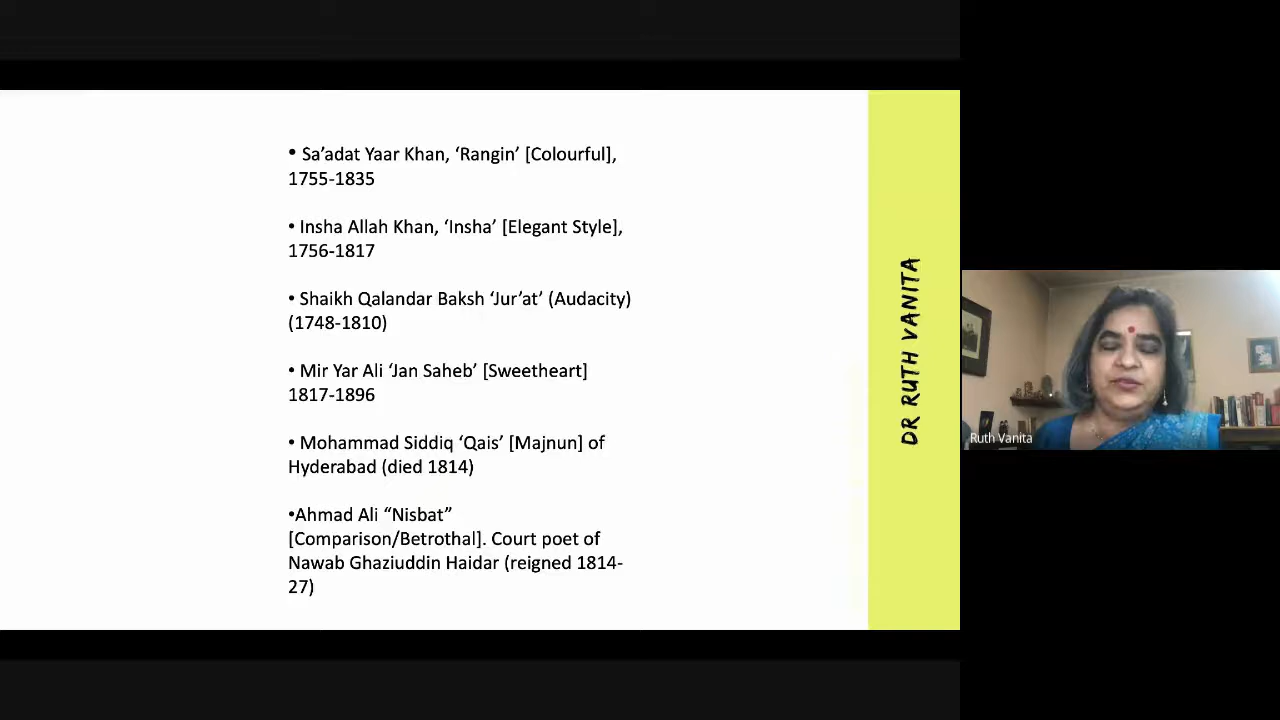 • Sa’adat Yaar Khan, ‘Rangin’ [Colourful],
1755-1835
• Insha Allah Khan, ‘Insha’ [Elegant Style],
1756-1817
• Shaikh Qalandar Baksh ‘Jur’at’ (Audacity)
(1748-1810)
• Mir Yar Ali ‘Jan Saheb’ [Sweetheart]
1817-1896
• Mohammad Siddiq ‘Qais’ [Majnun] of
Hyderabad (died 1814)
•Ahmad Ali “Nisbat”
[Comparison/Betrothal]. Court poet of
Nawab Ghaziuddin Haidar (reigned 1814-
27)
DR RUTH VANITA
Ruth Vanita